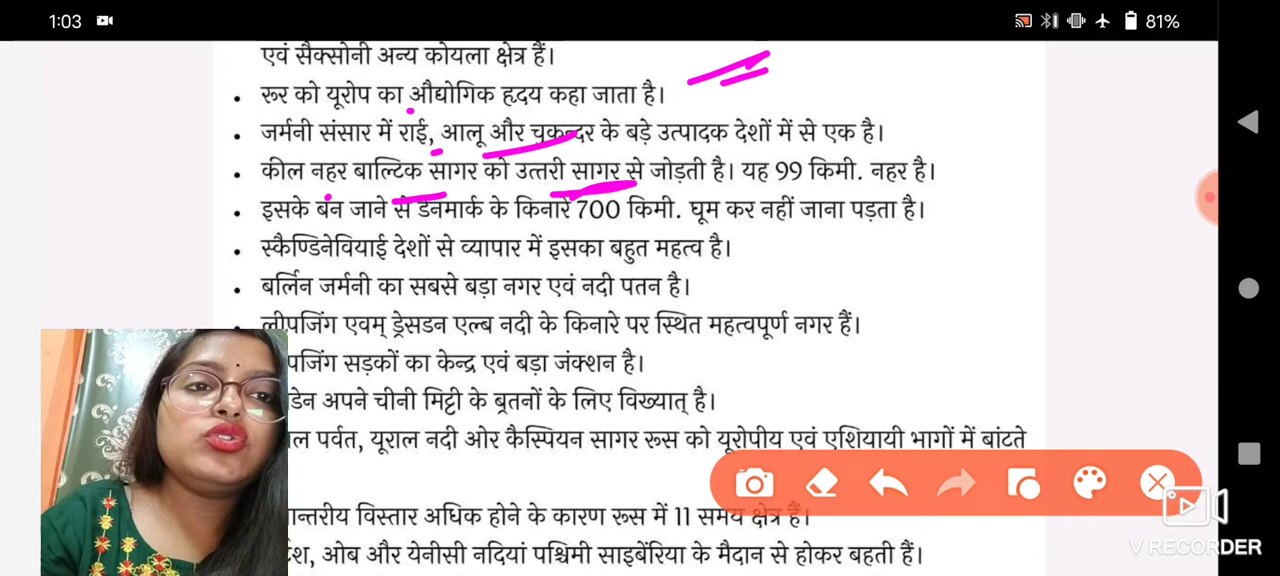 1:03
81%
एवं सैक्सोनी अन्य कोयला क्षेत्र हैं।
• रूर को यूरोप का औद्योगिक हृदय कहा जाता है।
• जर्मनी संसार में राई, आलू और चुकन्दर के बड़े उत्पादक देशों में से एक है।
• कील नहर बाल्टिक सागर को उत्तरी सागर से जोड़ती है। यह 99 किमी. नहर है।
• इसके बन जाने से डेनमार्क के किनारे 700 किमी. घूम कर नहीं जाना पड़ता है।
• स्कैण्डिनेवियाई देशों से व्यापार में इसका बहुत महत्व है।
• बर्लिन जर्मनी का सबसे बड़ा नगर एवं नदी पतन है।
• लीपजिंग एवम् ड्रेसडन एल्ब नदी के किनारे पर स्थित महत्वपूर्ण नगर हैं।
पजिंग सड़कों का केन्द्र एवं बड़ा जंक्शन है।
डेन अपने चीनी मिट्टी के ब्रतनों के लिए विख्यात् है।
ल पर्वत, यूराल नदी ओर कैस्पियन सागर रूस को यूरोपीय एवं एशियायी भागों में बांटते
ान्तरीय विस्तार अधिक होने के कारण रूस में 11 समय क्षेत्र हैं।
श, ओब और येनीसी नदियां पश्चिमी साइबेंरिया के मैदान से होकर बहती हैं।
V RECORDER